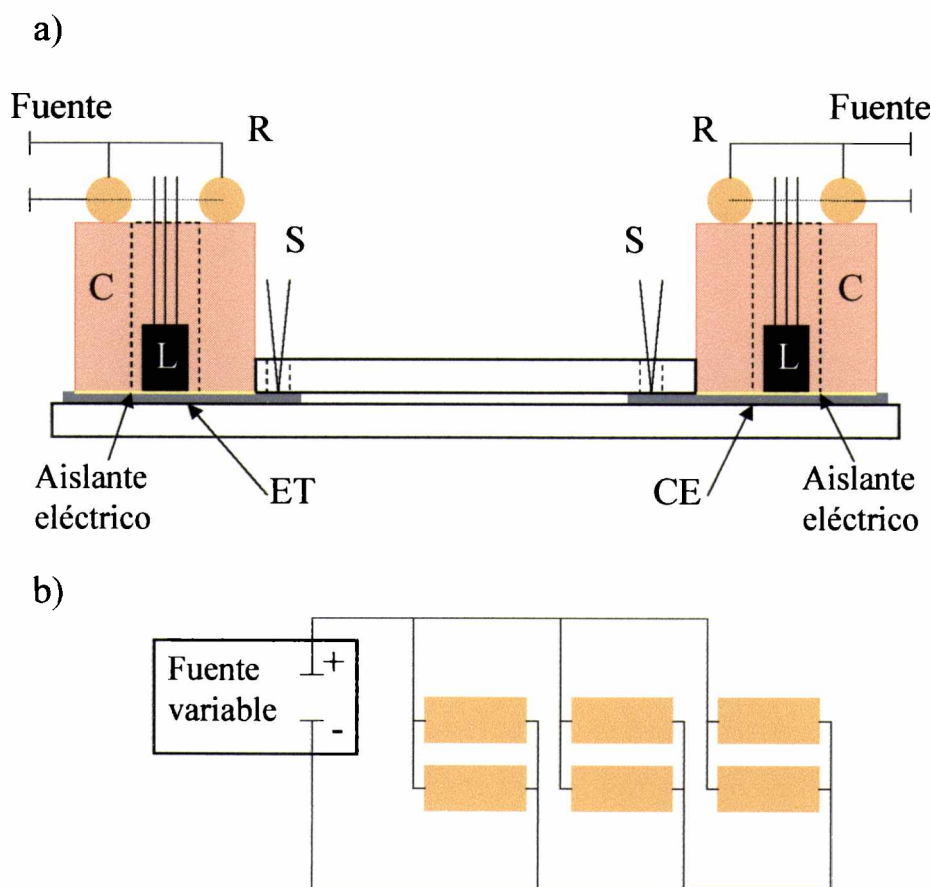 a)
Fuente
R
R
Fuente
S
S
C
C
L
L
Aislante
eléctrico
ET
CE
Aislante
eléctrico
b)
Fuente
variable
+
-